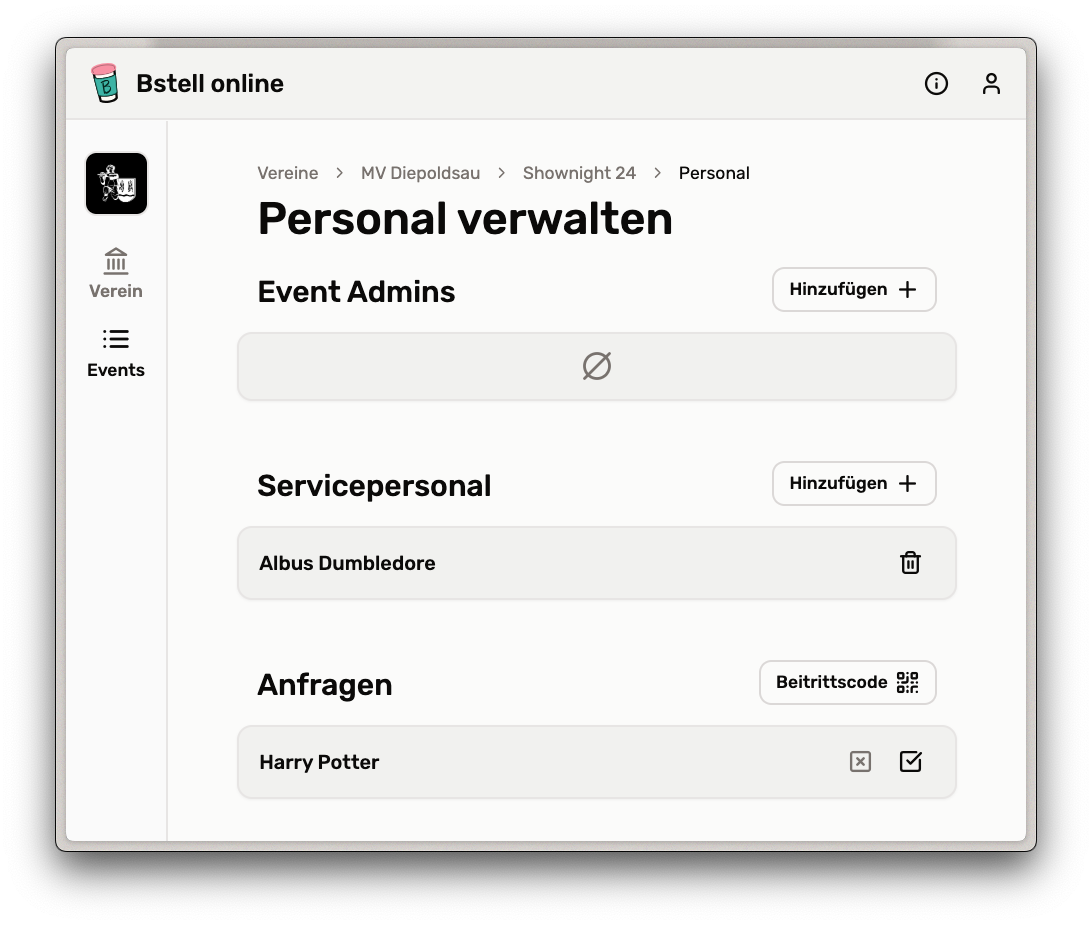 Bstell online
Vereine > MV Diepoldsau > Shownight 24 > Personal
Personal verwalten
Verein
Events
Event Admins
Hinzufügen +
Servicepersonal
Hinzufügen +
Albus Dumbledore
Anfragen
Beitrittscode
Harry Potter